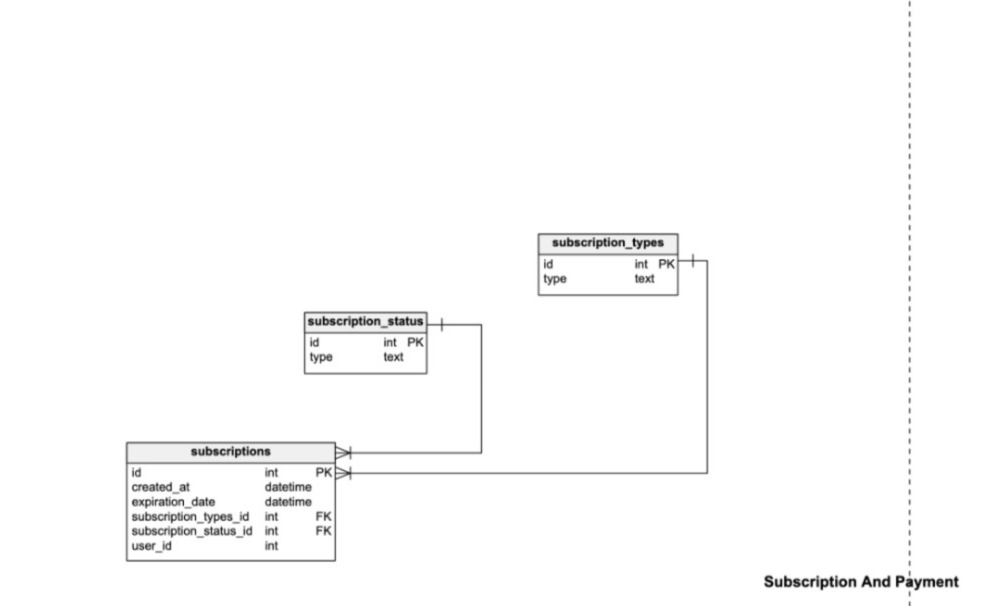 subscription_types
id int PK
type text
subscription_status
id int PK
type text
subscriptions
id int PK
created_at datetime
expiration_date datetime
subscription_types_id int FK
subscription_status_id int FK
user_id int
Subscription And Payment